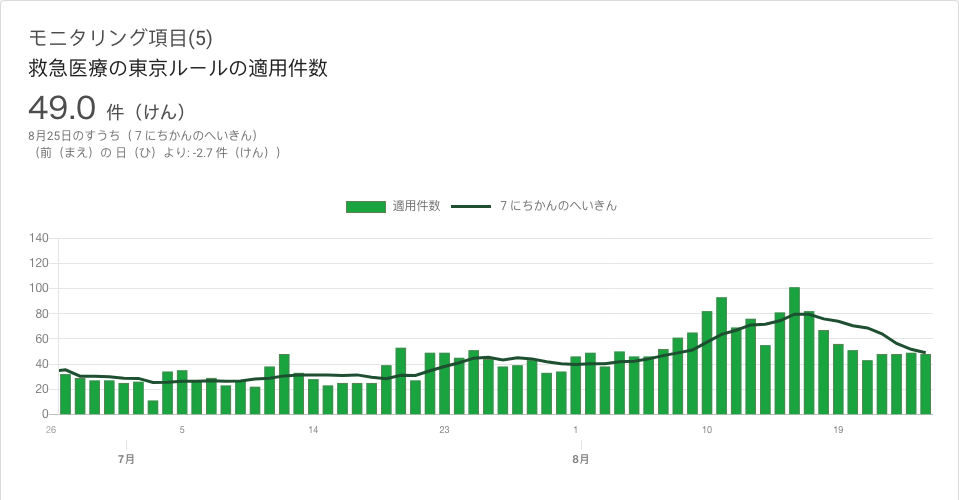 モニタリング項目(5)
救急医療の東京ルールの適用件数
49.0 件（けん）
8月25日のすうち（７にちかんのへいきん）
（前（まえ）の 日（ひ）より: -2.7 件（けん））
適用件数 ７にちかんのへいきん
140
120
100
80
60
40
20
0
26 5 14 23 1 10 19
7月 8月